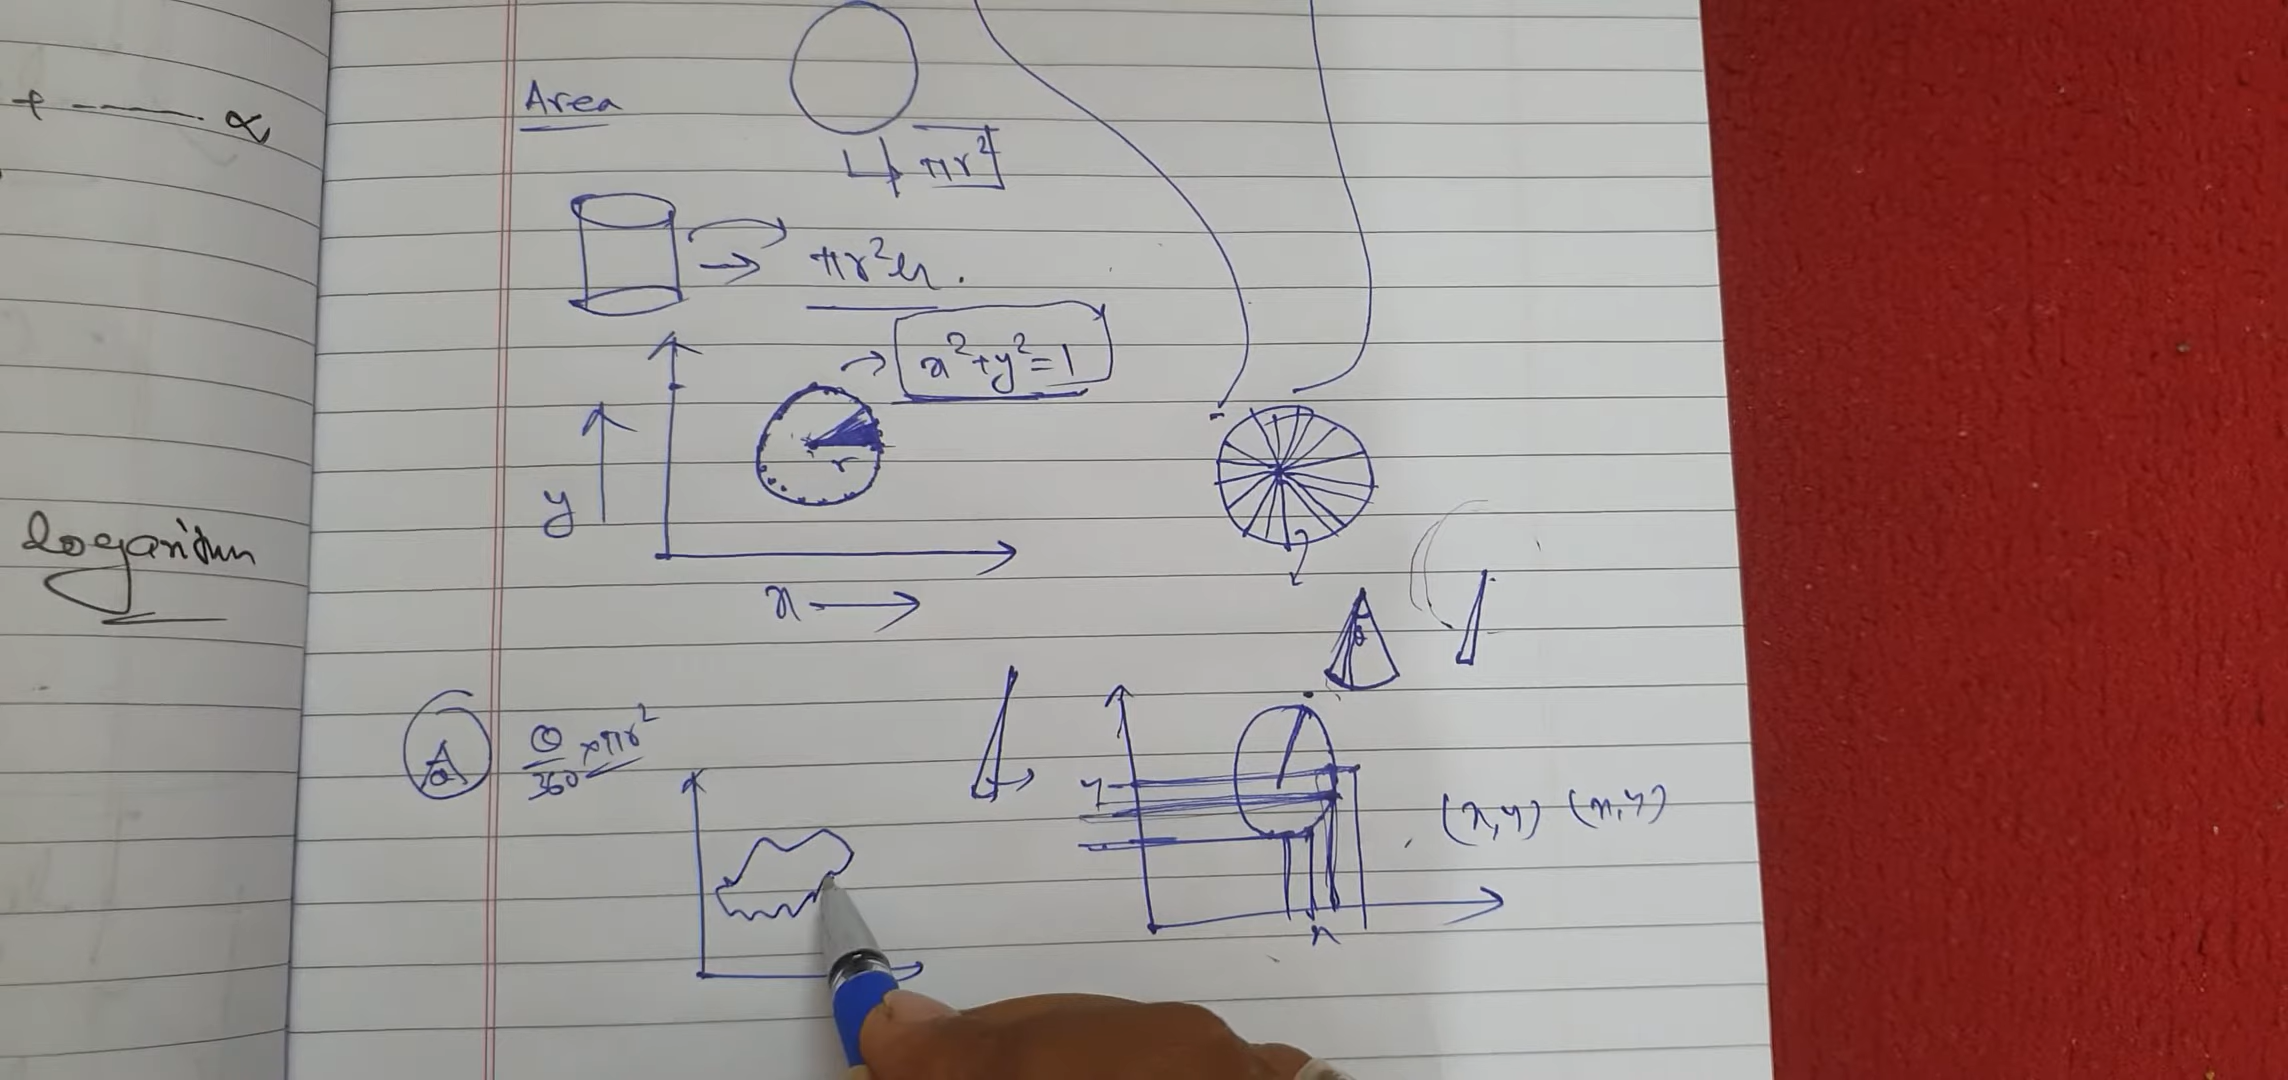 + ------ ∝
Area
πr²
πr²h.
x²+y²=1
r
y
logarithm
x
θ
A
θ/360 ×πr²
y
(x,y) (x,y)
x